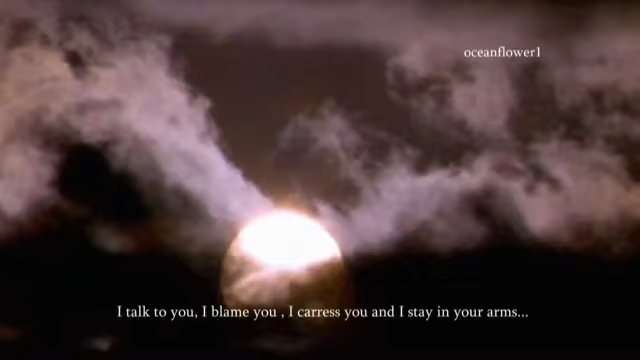 oceanflower1
I talk to you, I blame you , I carress you and I stay in your arms...